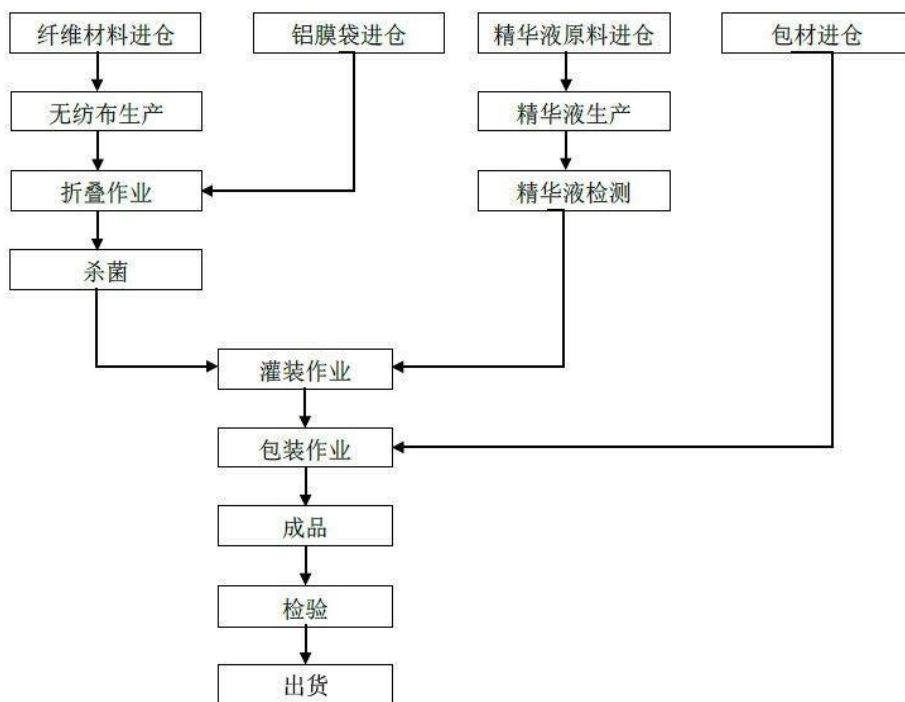 纤维材料进仓
铝膜袋进仓
精华液原料进仓
包材进仓
无纺布生产
精华液生产
折叠作业
精华液检测
杀菌
灌装作业
包装作业
成品
检验
出货